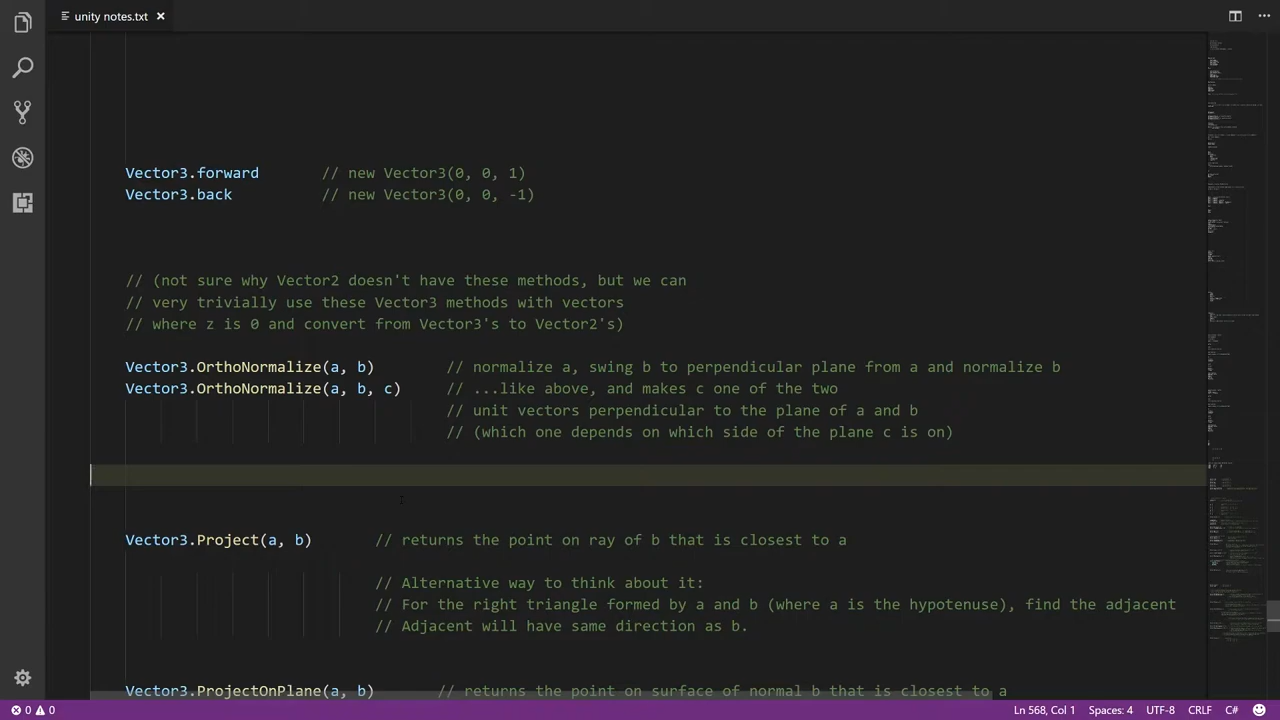 unity notes.txt
Vector3.forward // new Vector3(0, 0, 1)
Vector3.back // new Vector3(0, 0, -1)
// (not sure why Vector2 doesn't have these methods, but we can
// very trivially use these Vector3 methods with vectors
// where z is 0 and convert from Vector3's to Vector2's)
Vector3.OrthoNormalize(a, b) // normlize a, swing b to perpendicular plane from a and normalize b
Vector3.OrthoNormalize(a, b, c) // ...like above, and makes c one of the two
// unit vectors perpendicular to the plane of a and b
// (which one depends on which side of the plane c is on)
Vector3.Project(a, b) // returns the point on ray of b that is closest to a
// Alternative way to think about it:
// For the right triangle formed by a and b (where a is the hypotenuse), find the adjacent
// Adjacent will are same direction as b.
Vector3.ProjectOnPlane(a, b) // returns the point on surface of normal b that is closest to a
0 0 Ln 568, Col 1 Spaces: 4 UTF-8 CRLF C#